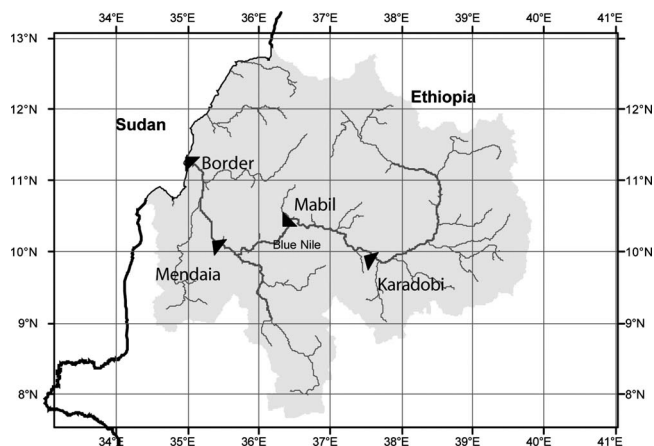 34°E 35°E 36°E 37°E 38°E 39°E 40°E 41°E
13°N 13°N
12°N 12°N
Ethiopia
Sudan
Border
11°N 11°N
Mabil
Blue Nile
10°N 10°N
Mendaia
Karadobi
9°N 9°N
8°N 8°N
34°E 35°E 36°E 37°E 38°E 39°E 40°E 41°E